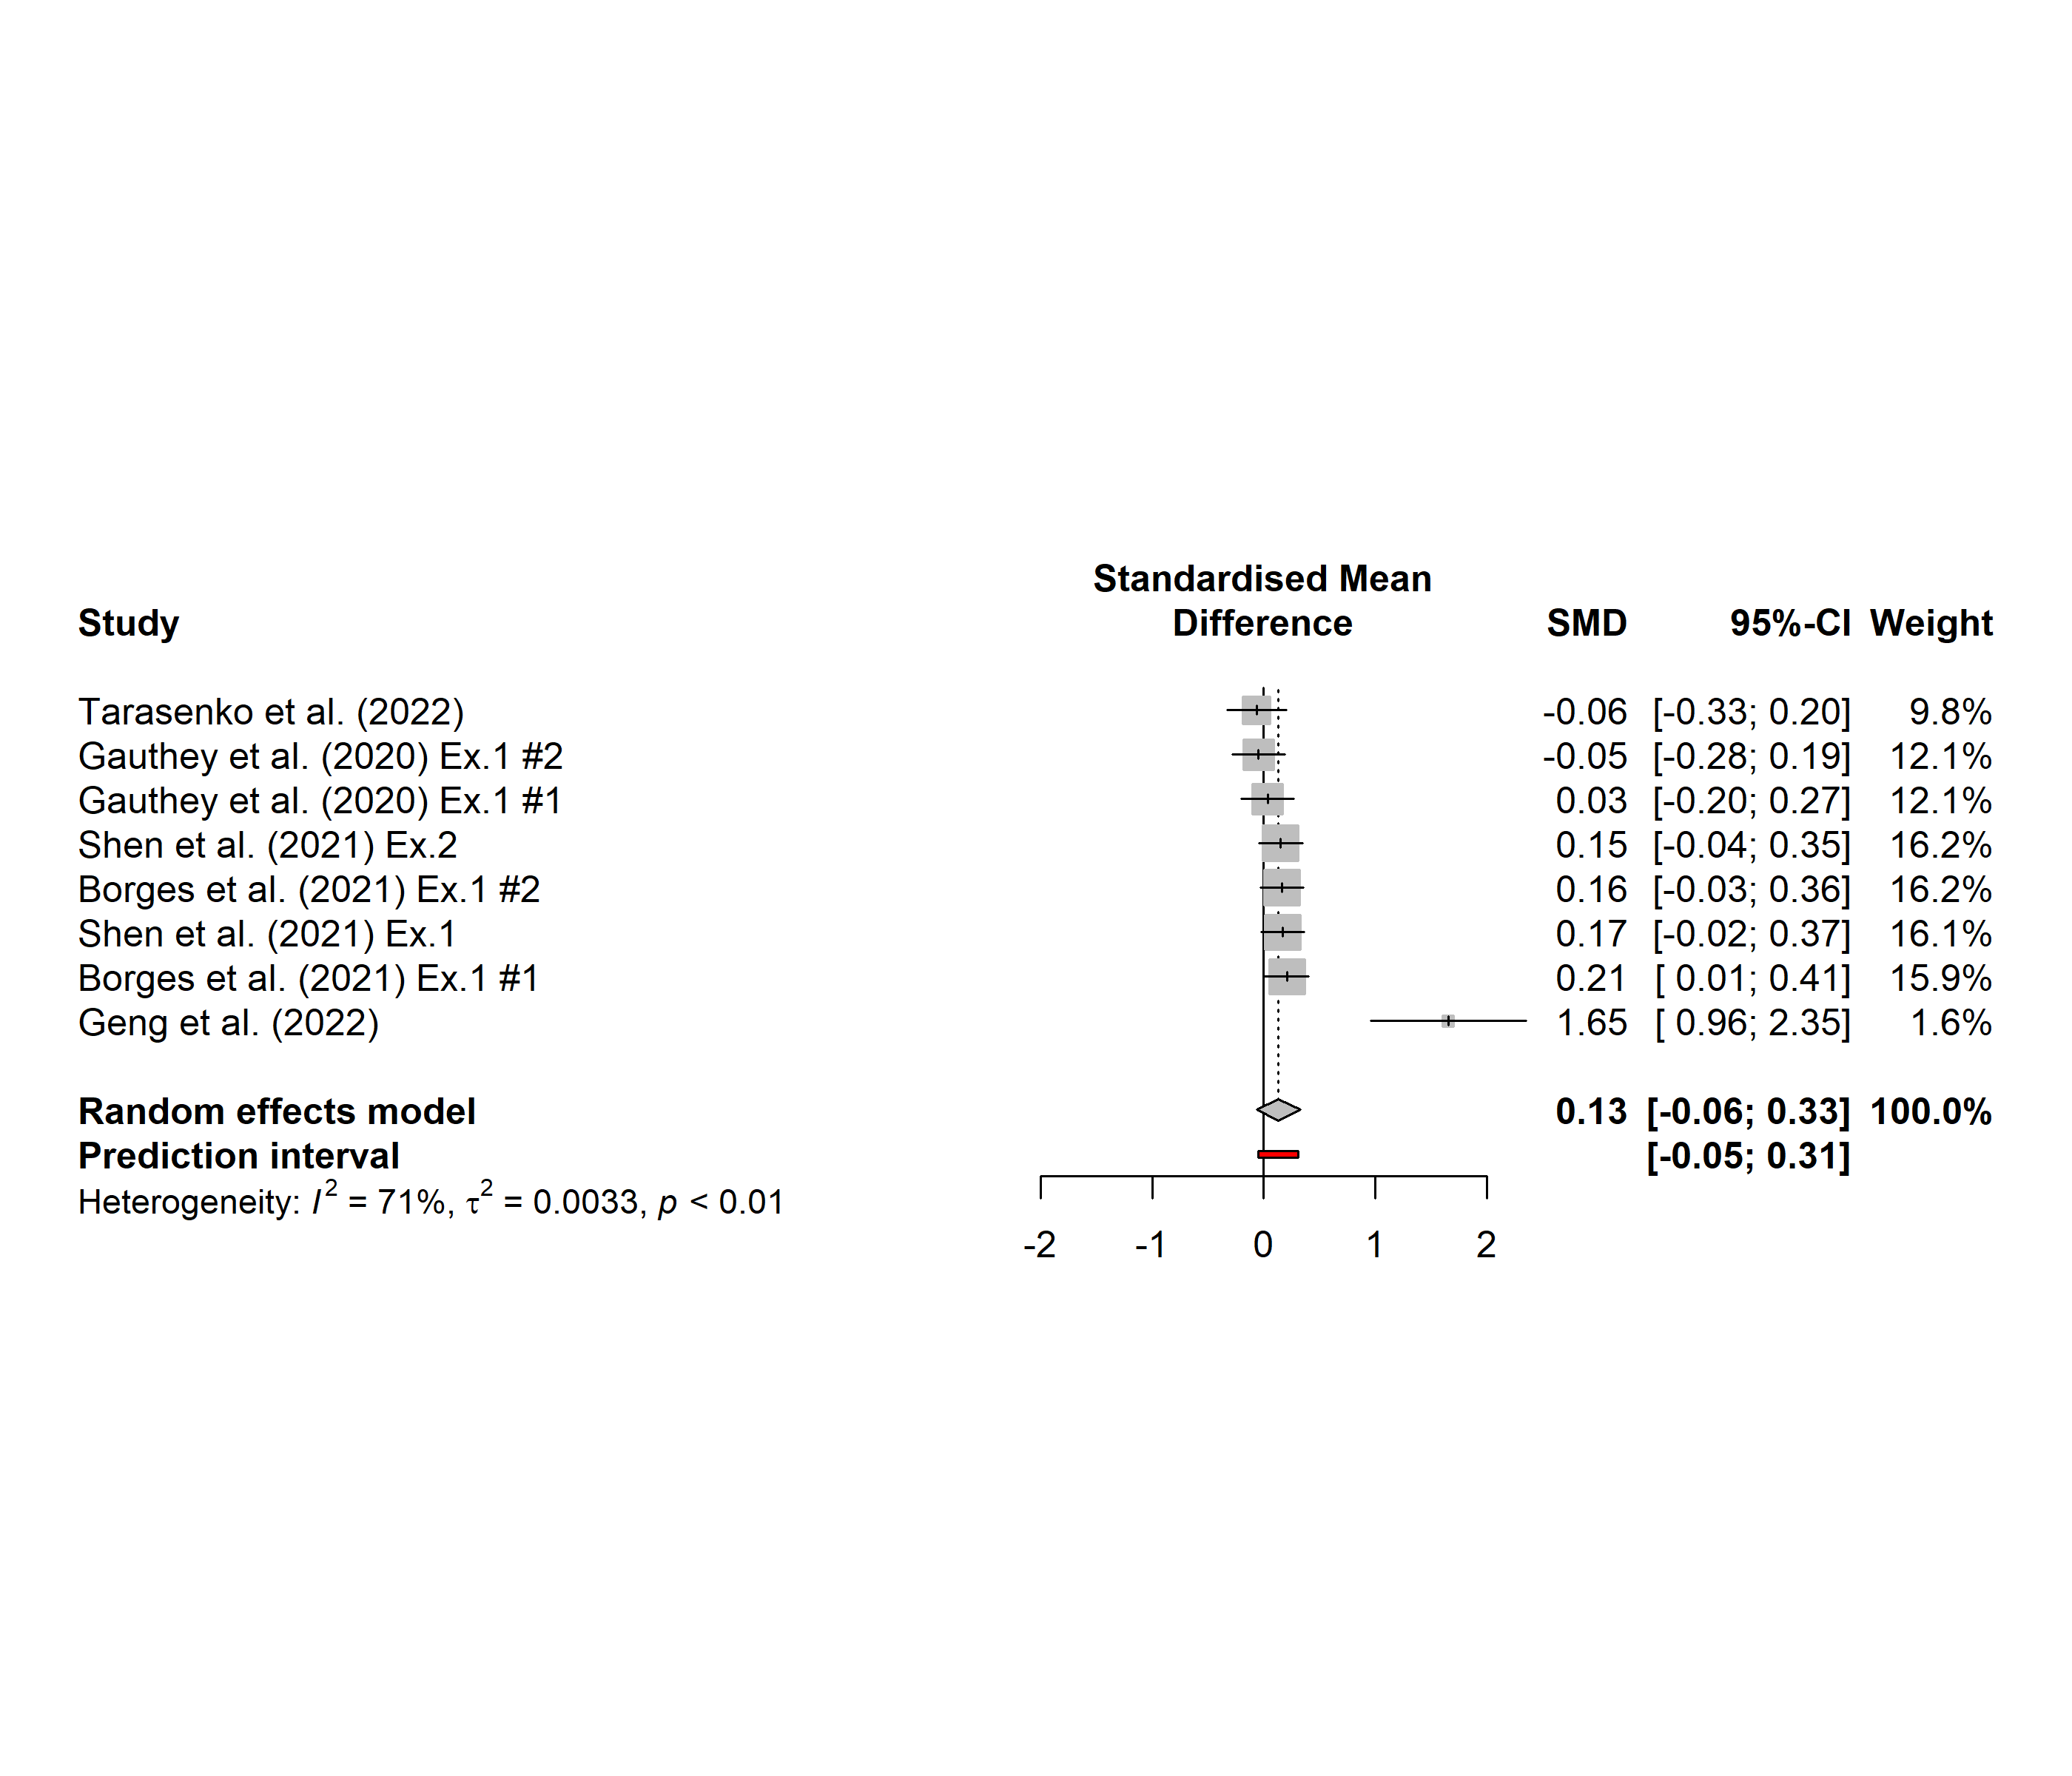 Standardised Mean
Study Difference SMD 95%-CI Weight
Tarasenko et al. (2022) -0.06 [-0.33; 0.20] 9.8%
Gauthey et al. (2020) Ex.1 #2 -0.05 [-0.28; 0.19] 12.1%
Gauthey et al. (2020) Ex.1 #1 0.03 [-0.20; 0.27] 12.1%
Shen et al. (2021) Ex.2 0.15 [-0.04; 0.35] 16.2%
Borges et al. (2021) Ex.1 #2 0.16 [-0.03; 0.36] 16.2%
Shen et al. (2021) Ex.1 0.17 [-0.02; 0.37] 16.1%
Borges et al. (2021) Ex.1 #1 0.21 [ 0.01; 0.41] 15.9%
Geng et al. (2022) 1.65 [ 0.96; 2.35] 1.6%
Random effects model 0.13 [-0.06; 0.33] 100.0%
Prediction interval [-0.05; 0.31]
Heterogeneity: I² = 71%, τ² = 0.0033, p < 0.01
-2 -1 0 1 2